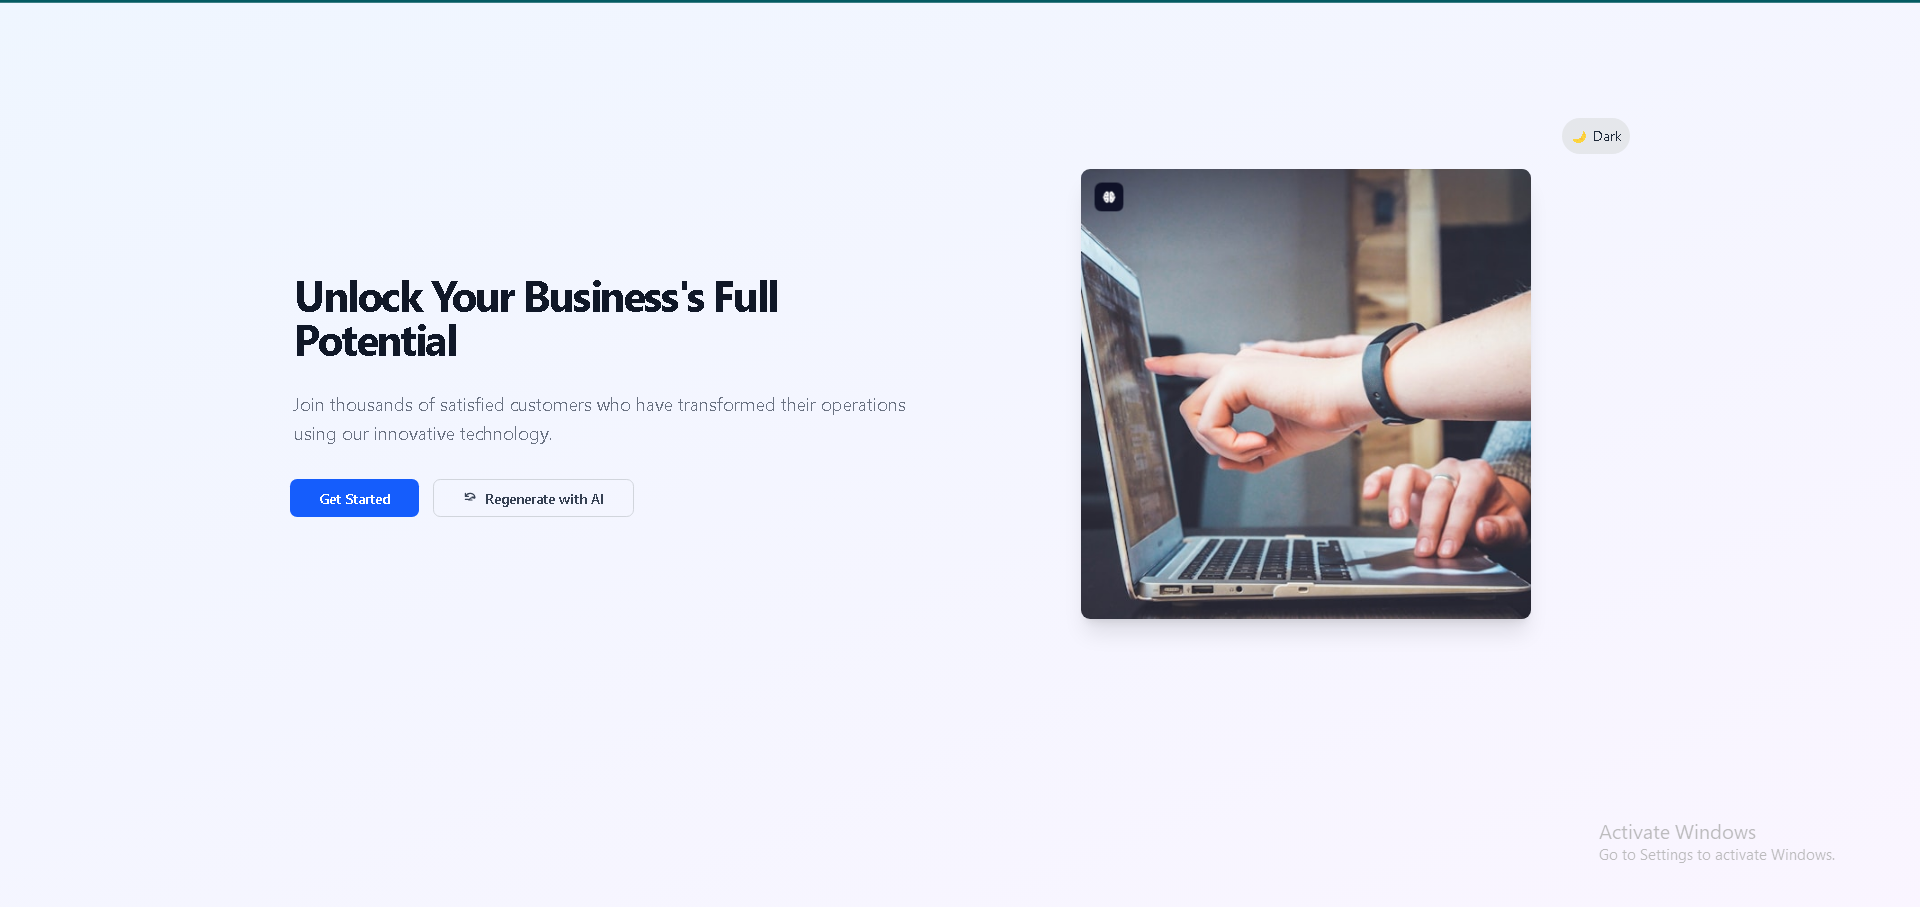 Dark
Unlock Your Business's Full
Potential
Join thousands of satisfied customers who have transformed their operations
using our innovative technology.
Get Started
Regenerate with AI
Activate Windows
Go to Settings to activate Windows.